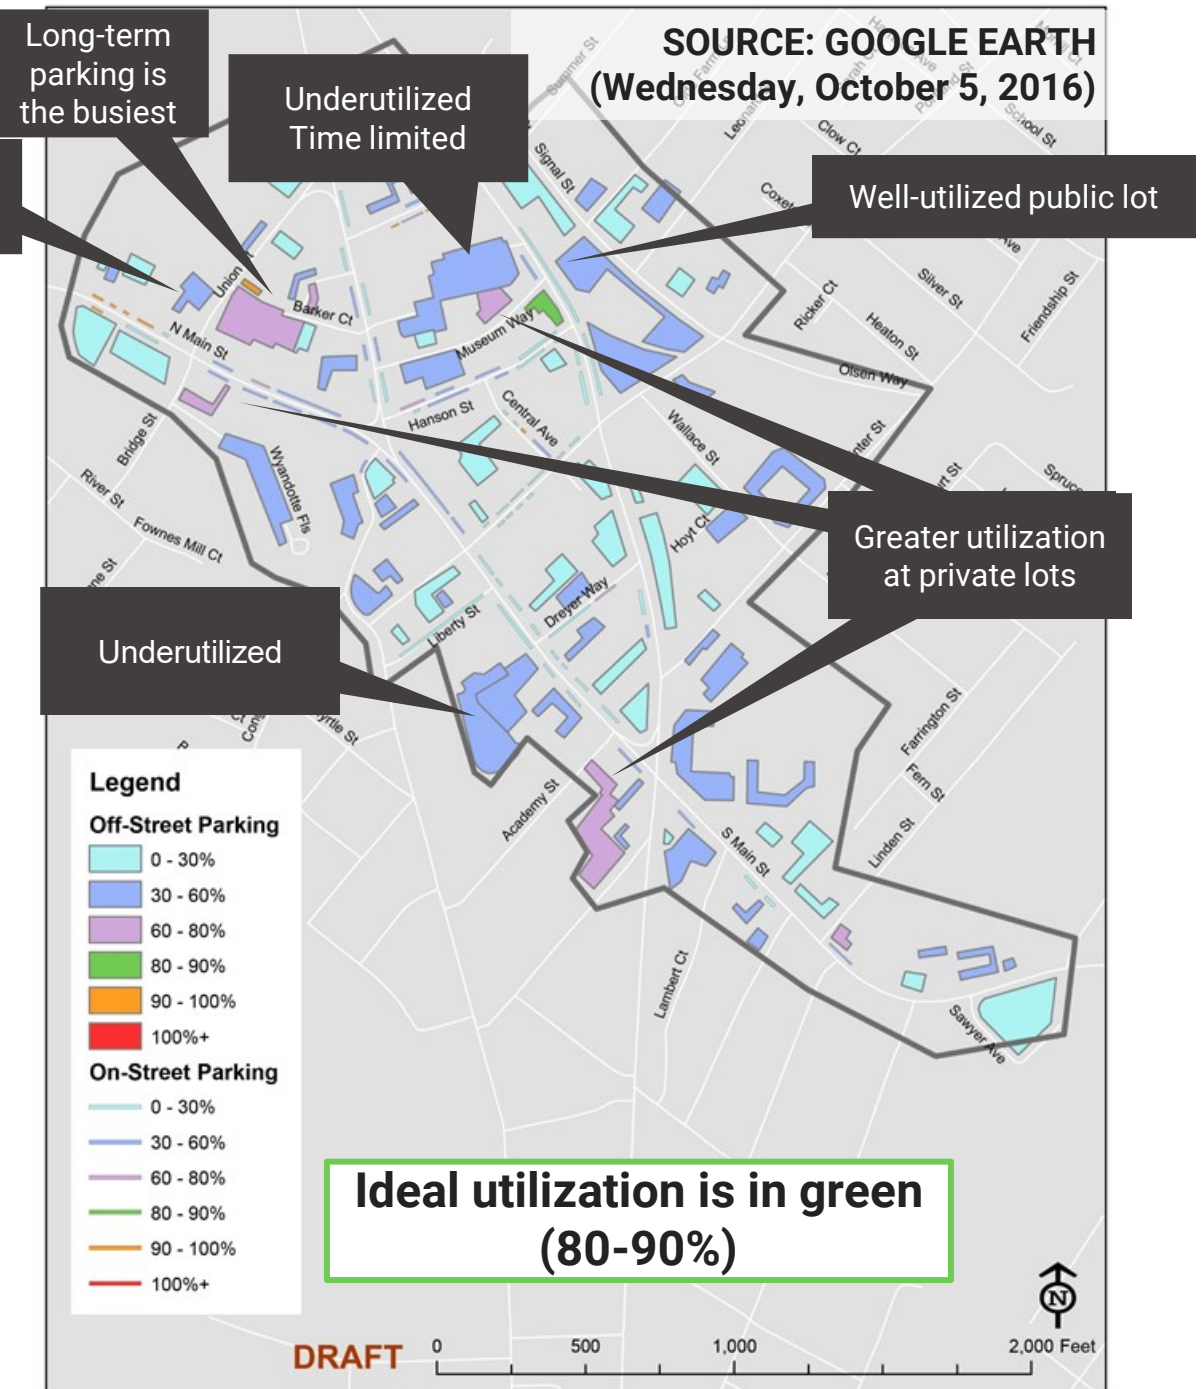 Long-term
parking is
the busiest
Underutilized
Time limited
SOURCE: GOOGLE EARTH
(Wednesday, October 5, 2016)
Well-utilized public lot
Summer St
Signal St
School St
Clow Ct
Silver St
Friendship St
Ricker Ct
Heaton St
Olsen Way
Union
Barker Ct
N Main St
Museum Way
Hanson St
Central Ave
Wallace St
Bridge St
River St
Fownes Mill Ct
Wyandotte Fls
Hoyt Ct
Spruce
Greater utilization
at private lots
Dreyer Way
Liberty St
Underutilized
Farrington St
Fern St
Linden St
Academy St
S Main St
Lambert Ct
Sawyer Ave
Legend
Off-Street Parking
0 - 30%
30 - 60%
60 - 80%
80 - 90%
90 - 100%
100%+
On-Street Parking
0 - 30%
30 - 60%
60 - 80%
80 - 90%
90 - 100%
100%+
Ideal utilization is in green
(80-90%)
N
DRAFT
0 500 1,000 2,000 Feet